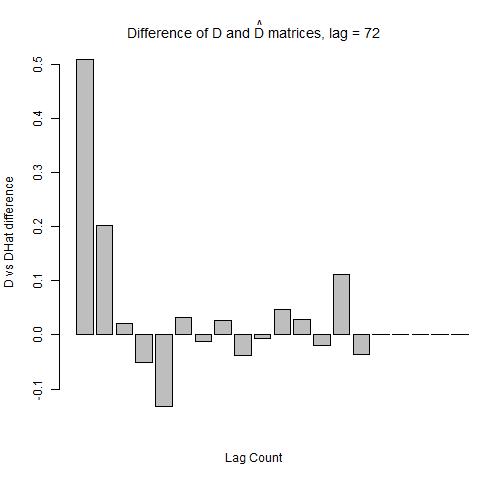 Difference of D and D̂ matrices, lag = 72
0.5
0.4
0.3
0.2
0.1
0.0
-0.1
D vs DHat difference
Lag Count